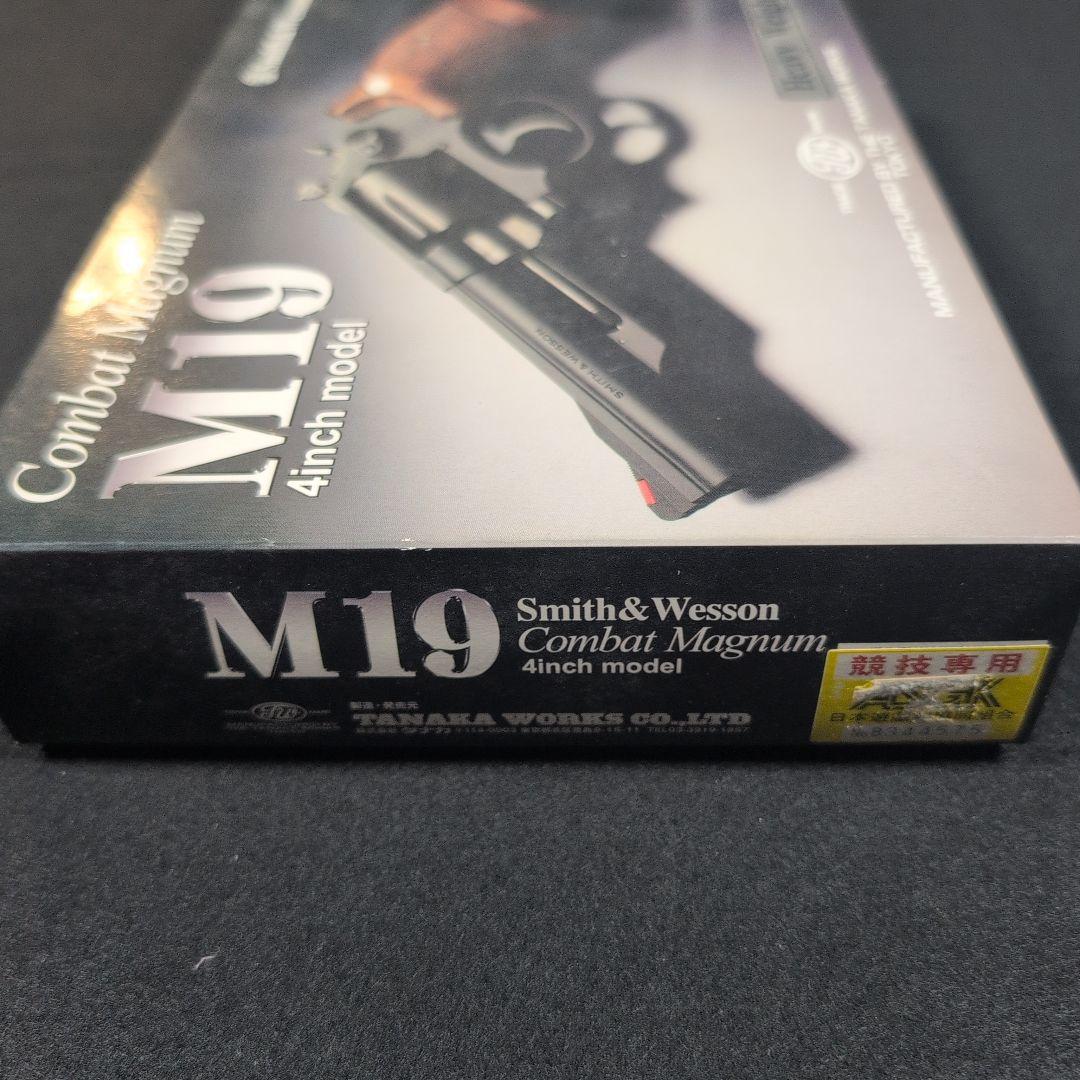 Combat Magnum
M19
4inch model
SMITH & WESSON
MANUFACTURED BY THE TANAKA WORKS
TOKYO
M19
Smith&Wesson
Combat Magnum
4inch model
製造・発売元
TANAKA WORKS CO.,LTD
競技専用